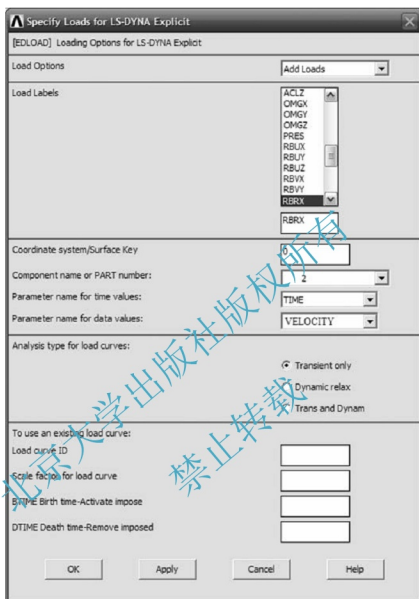 Specify Loads for LS-DYNA Explicit
[EDLOAD] Loading Options for LS-DYNA Explicit
Load Options
Add Loads
Load Labels
ACLZ
OMGX
OMGY
OMGZ
PRES
RBUX
RBUY
RBUZ
RBVX
RBVY
RBRX
RBRX
Coordinate system/Surface Key
0
Component name or PART number:
2
Parameter name for time values:
TIME
Parameter name for data values:
VELOCITY
Analysis type for load curves:
Transient only
Dynamic relax
Trans and Dynam
To use an existing load curve:
Load curve ID
Scale factor for load curve
BTIME Birth time-Activate impose
DTIME Death time-Remove imposed
OK
Apply
Cancel
Help
北京大学出版社版权所有
禁止转载